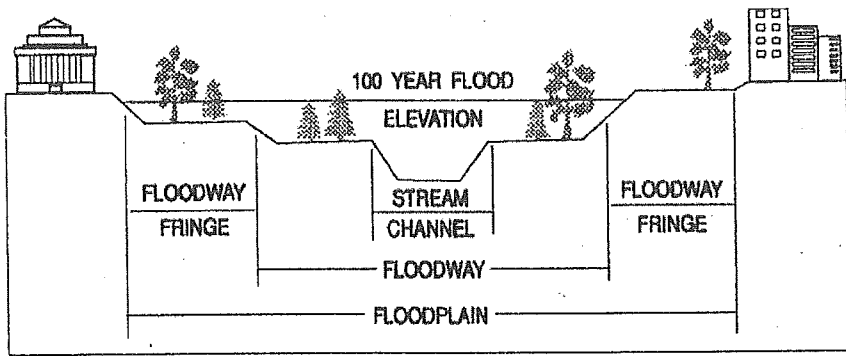 100 YEAR FLOOD
ELEVATION
FLOODWAY
FRINGE
STREAM
CHANNEL
FLOODWAY
FRINGE
FLOODWAY
FLOODPLAIN